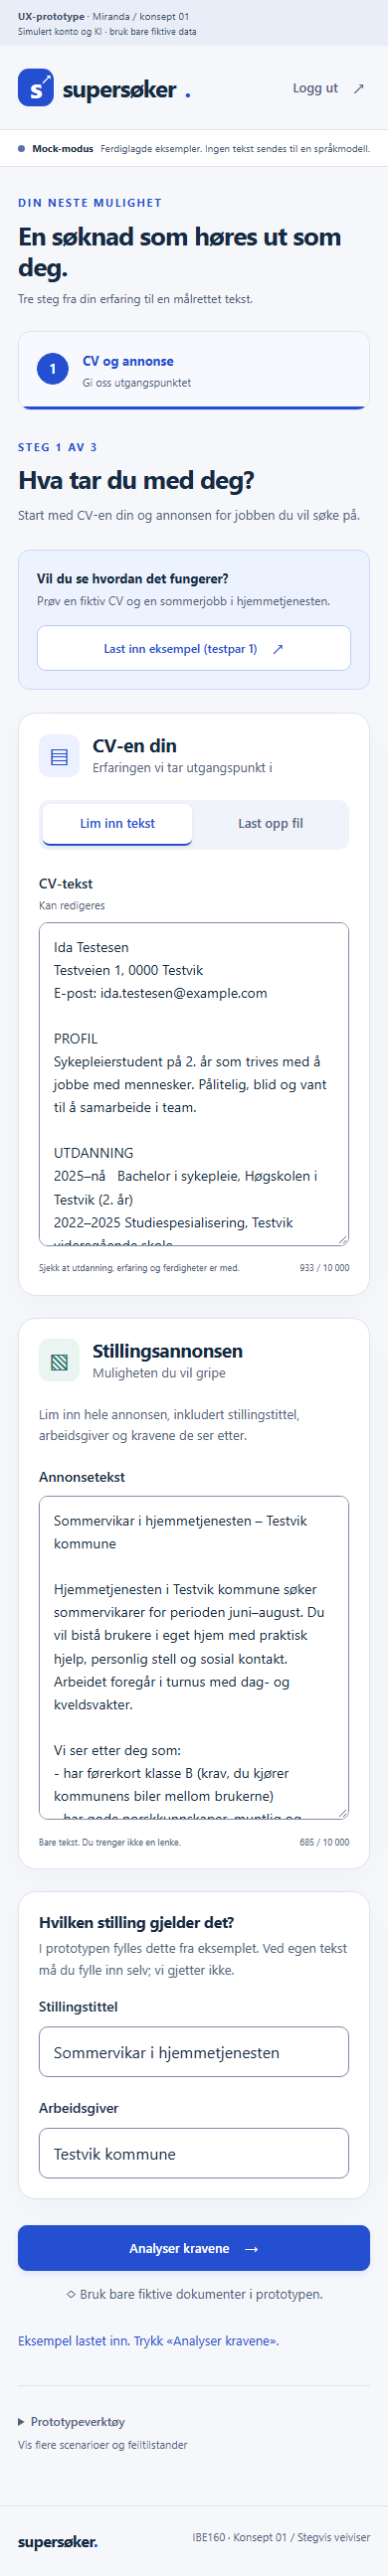 UX-prototype · Miranda / konsept 01
Simulert konto og KI · bruk bare fiktive data
s
supersøker.
Logg ut ↗
Mock-modus Ferdiglagde eksempler. Ingen tekst sendes til en språkmodell.
DIN NESTE MULIGHET
En søknad som høres ut som
deg.
Tre steg fra din erfaring til en målrettet tekst.
1
CV og annonse
Gi oss utgangspunktet
STEG 1 AV 3
Hva tar du med deg?
Start med CV-en din og annonsen for jobben du vil søke på.
Vil du se hvordan det fungerer?
Prøv en fiktiv CV og en sommerjobb i hjemmetjenesten.
Last inn eksempel (testpar 1) ↗
CV-en din
Erfaringen vi tar utgangspunkt i
Lim inn tekst
Last opp fil
CV-tekst
Kan redigeres
Ida Testesen
Testveien 1, 0000 Testvik
E-post: ida.testesen@example.com
PROFIL
Sykepleierstudent på 2. år som trives med å
jobbe med mennesker. Pålitelig, blid og vant
til å samarbeide i team.
UTDANNING
2025–nå Bachelor i sykepleie, Høgskolen i
Testvik (2. år)
2022–2025 Studiespesialisering, Testvik
videregående skole
Sjekk at utdanning, erfaring og ferdigheter er med.
933 / 10 000
Stillingsannonsen
Muligheten du vil gripe
Lim inn hele annonsen, inkludert stillingstittel,
arbeidsgiver og kravene de ser etter.
Annonsetekst
Sommervikar i hjemmetjenesten – Testvik
kommune
Hjemmetjenesten i Testvik kommune søker
sommervikarer for perioden juni–august. Du
vil bistå brukere i eget hjem med praktisk
hjelp, personlig stell og sosial kontakt.
Arbeidet foregår i turnus med dag- og
kveldsvakter.
Vi ser etter deg som:
- har førerkort klasse B (krav, du kjører
kommunens biler mellom brukerne)
- har gode norskkunnskaper, muntlig og
Bare tekst. Du trenger ikke en lenke.
685 / 10 000
Hvilken stilling gjelder det?
I prototypen fylles dette fra eksemplet. Ved egen tekst
må du fylle inn selv; vi gjetter ikke.
Stillingstittel
Sommervikar i hjemmetjenesten
Arbeidsgiver
Testvik kommune
Analyser kravene →
Bruk bare fiktive dokumenter i prototypen.
Eksempel lastet inn. Trykk «Analyser kravene».
Prototypeverktøy
Vis flere scenarioer og feiltilstander
supersøker.
IBE160 · Konsept 01 / Stegvis veiviser